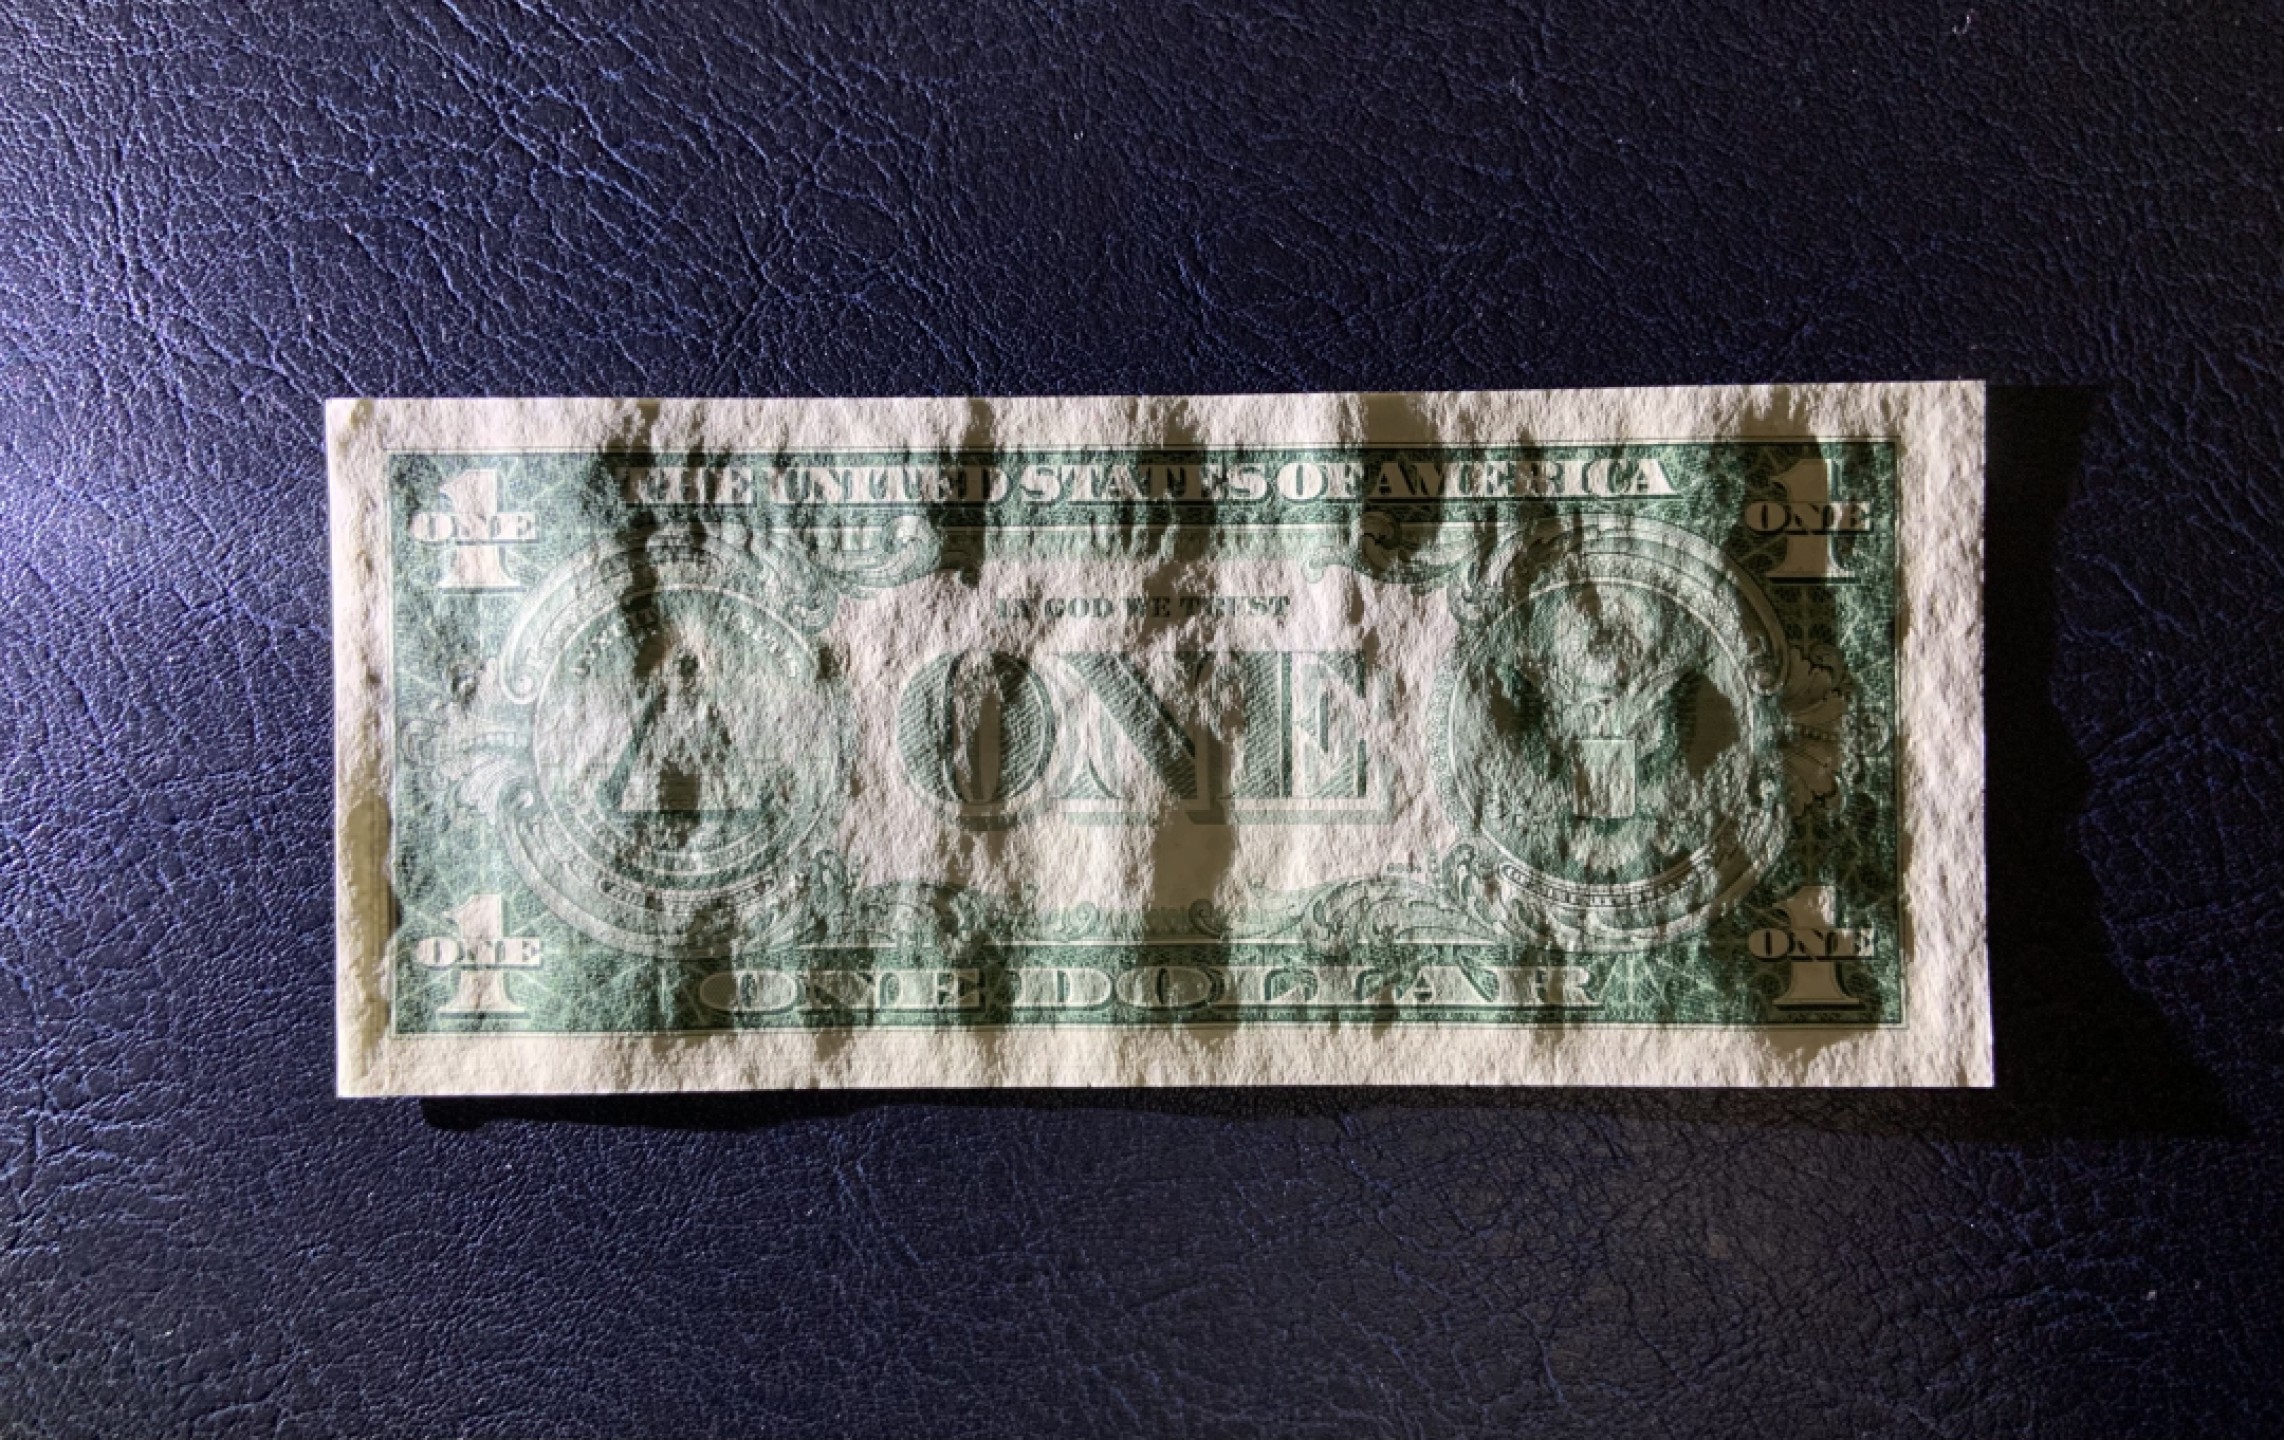 THE UNITED STATES OF AMERICA
1 ONE
ONE 1
IN GOD WE TRUST
ONE
1 ONE
ONE DOLLAR
ONE 1